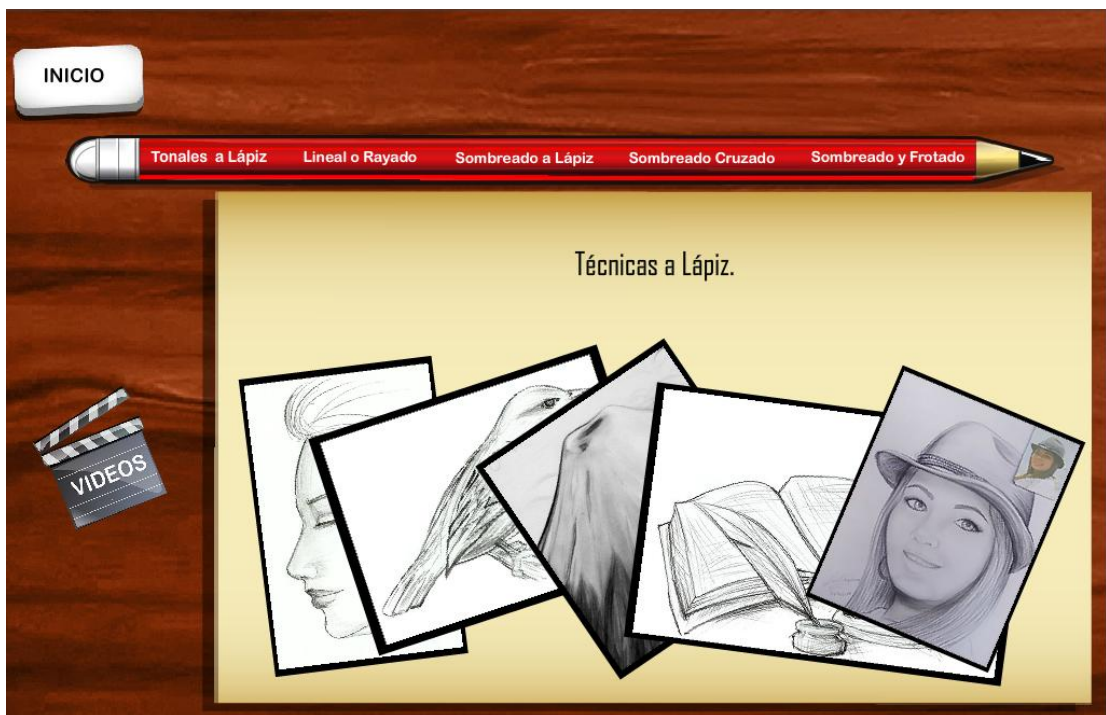 INICIO
Tonales a Lápiz Lineal o Rayado Sombreado a Lápiz Sombreado Cruzado Sombreado y Frotado
Técnicas a Lápiz.
VIDEOS